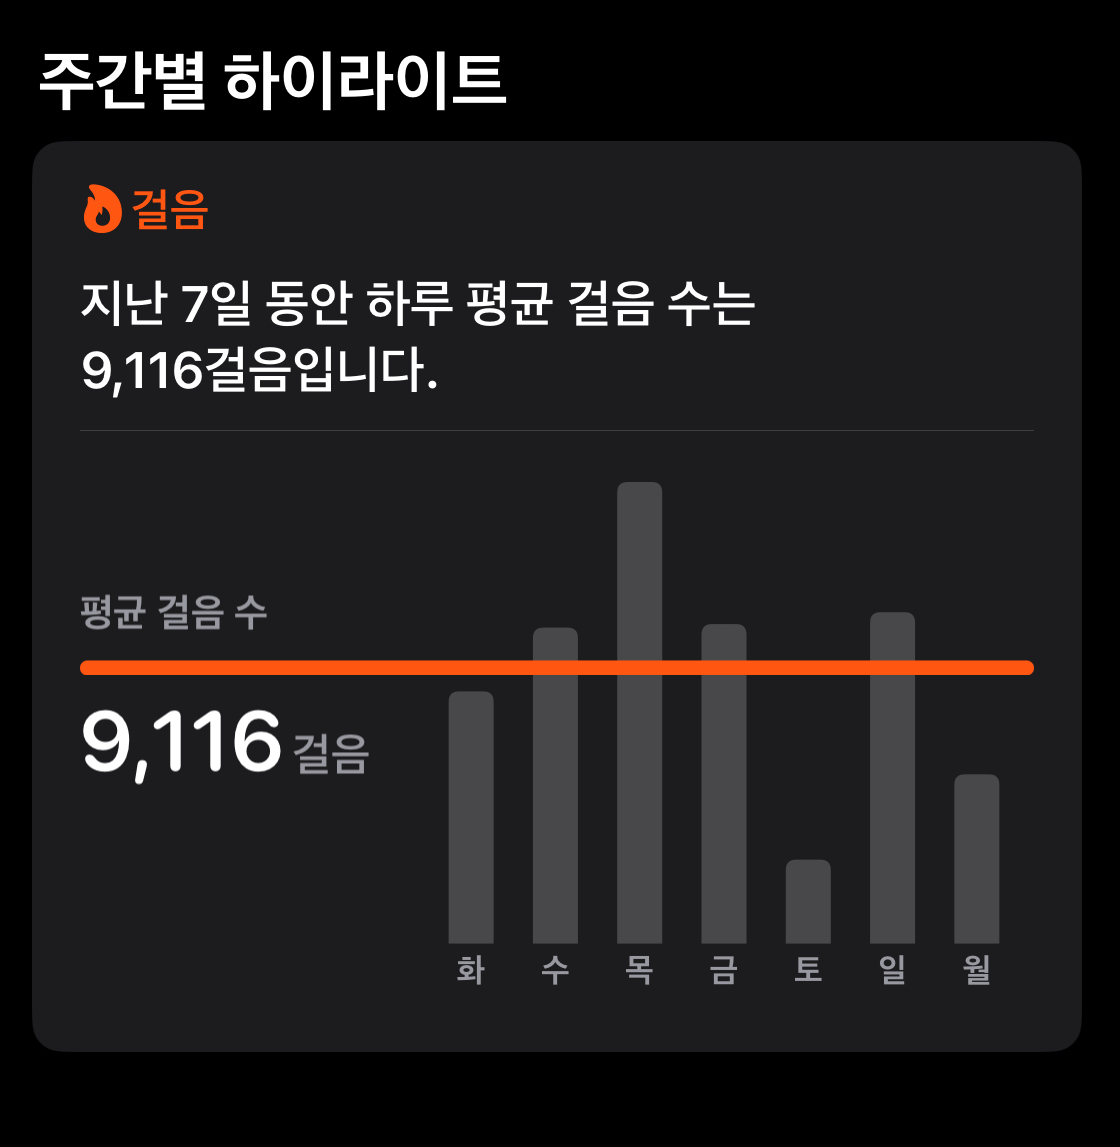 주간별 하이라이트
걸음
지난 7일 동안 하루 평균 걸음 수는
9,116걸음입니다.
평균 걸음 수
9,116 걸음
화 수 목 금 토 일 월